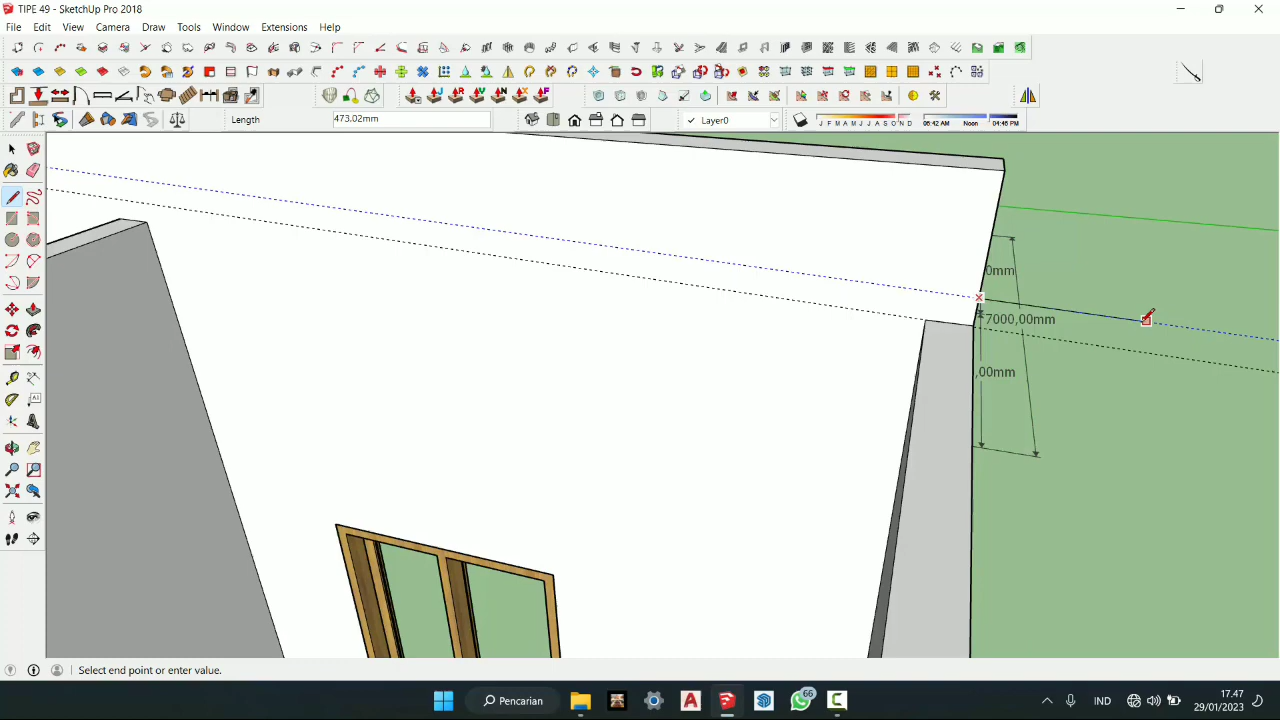 TIPE 49 - SketchUp Pro 2018
File Edit View Camera Draw Tools Window Extensions Help
Length 473.02mm Layer0
J F M A M J J A S O N D 06:42 AM Noon 04:46 PM
0mm
7000,00mm
,00mm
Select end point or enter value.
Pencarian 66 IND 17.47
29/01/2023